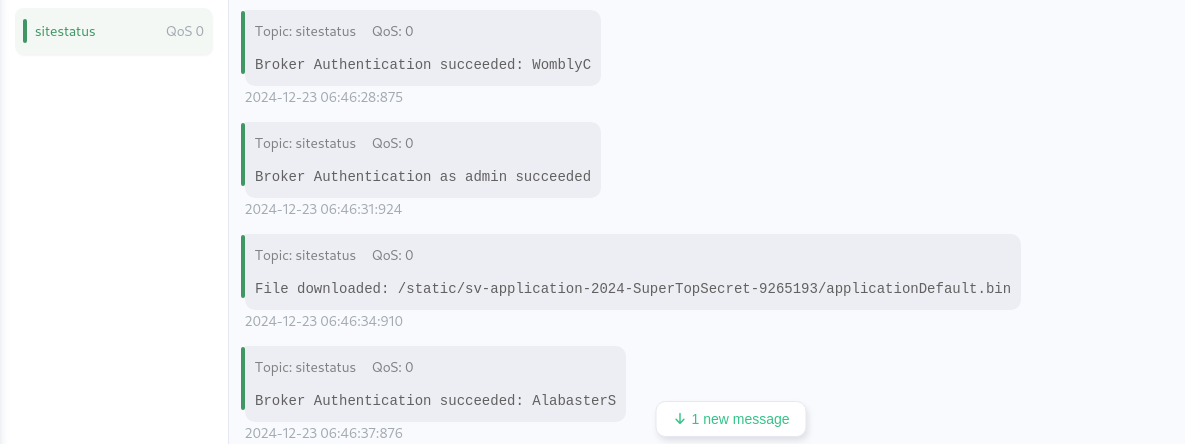 sitestatus QoS 0
Topic: sitestatus QoS: 0
Broker Authentication succeeded: WomblyC
2024-12-23 06:46:28:875
Topic: sitestatus QoS: 0
Broker Authentication as admin succeeded
2024-12-23 06:46:31:924
Topic: sitestatus QoS: 0
File downloaded: /static/sv-application-2024-SuperTopSecret-9265193/applicationDefault.bin
2024-12-23 06:46:34:910
Topic: sitestatus QoS: 0
Broker Authentication succeeded: AlabasterS
2024-12-23 06:46:37:876
↓ 1 new message